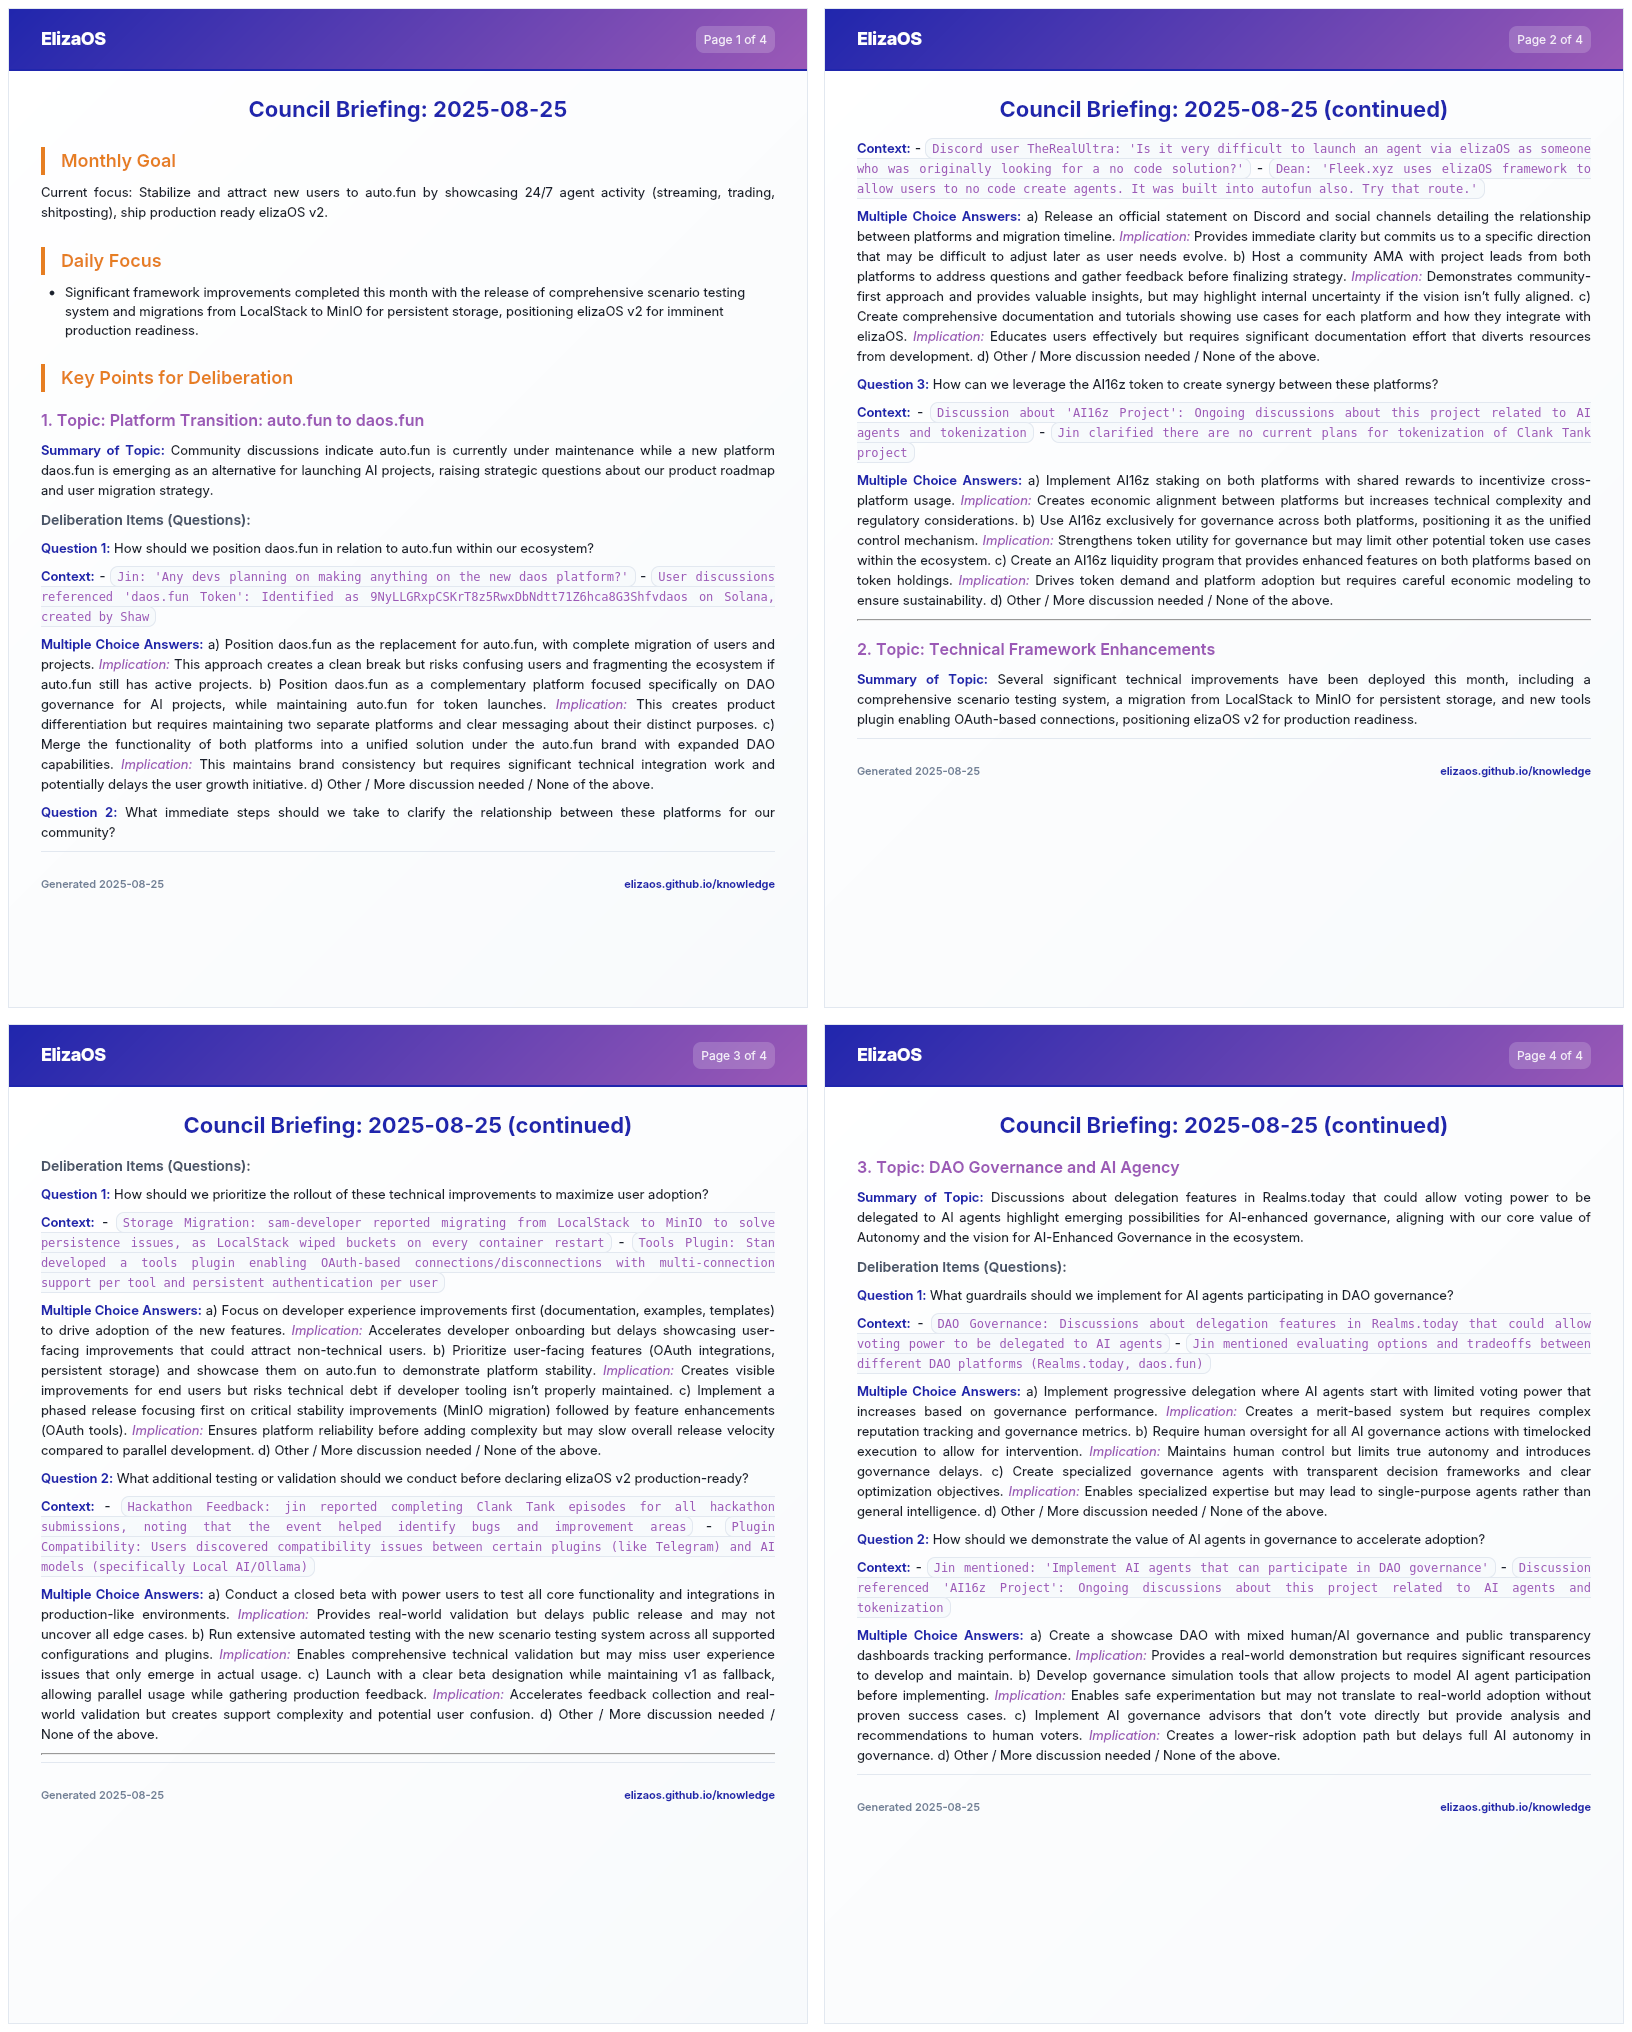 ElizaOS
Page 1 of 4
Council Briefing: 2025-08-25
Monthly Goal
Current focus: Stabilize and attract new users to auto.fun by showcasing 24/7 agent activity (streaming, trading,
shitposting), ship production ready elizaOS v2.
Daily Focus
• Significant framework improvements completed this month with the release of comprehensive scenario testing
system and migrations from LocalStack to MinIO for persistent storage, positioning elizaOS v2 for imminent
production readiness.
Key Points for Deliberation
1. Topic: Platform Transition: auto.fun to daos.fun
Summary of Topic: Community discussions indicate auto.fun is currently under maintenance while a new platform
daos.fun is emerging as an alternative for launching AI projects, raising strategic questions about our product roadmap
and user migration strategy.
Deliberation Items (Questions):
Question 1: How should we position daos.fun in relation to auto.fun within our ecosystem?
Context: - Jin: 'Any devs planning on making anything on the new daos platform?' - User discussions
referenced 'daos.fun Token': Identified as 9NyLLGRxpCSKrT8z5RwxDbNdtt71Z6hca8G3Shfvdaos on Solana,
created by Shaw
Multiple Choice Answers: a) Position daos.fun as the replacement for auto.fun, with complete migration of users and
projects. Implication: This approach creates a clean break but risks confusing users and fragmenting the ecosystem if
auto.fun still has active projects. b) Position daos.fun as a complementary platform focused specifically on DAO
governance for AI projects, while maintaining auto.fun for token launches. Implication: This creates product
differentiation but requires maintaining two separate platforms and clear messaging about their distinct purposes. c)
Merge the functionality of both platforms into a unified solution under the auto.fun brand with expanded DAO
capabilities. Implication: This maintains brand consistency but requires significant technical integration work and
potentially delays the user growth initiative. d) Other / More discussion needed / None of the above.
Question 2: What immediate steps should we take to clarify the relationship between these platforms for our
community?
Generated 2025-08-25
elizaos.github.io/knowledge
ElizaOS
Page 2 of 4
Council Briefing: 2025-08-25 (continued)
Context: - Discord user TheRealUltra: 'Is it very difficult to launch an agent via elizaOS as someone
who was originally looking for a no code solution?' - Dean: 'Fleek.xyz uses elizaOS framework to
allow users to no code create agents. It was built into autofun also. Try that route.'
Multiple Choice Answers: a) Release an official statement on Discord and social channels detailing the relationship
between platforms and migration timeline. Implication: Provides immediate clarity but commits us to a specific direction
that may be difficult to adjust later as user needs evolve. b) Host a community AMA with project leads from both
platforms to address questions and gather feedback before finalizing strategy. Implication: Demonstrates community-
first approach and provides valuable insights, but may highlight internal uncertainty if the vision isn't fully aligned. c)
Create comprehensive documentation and tutorials showing use cases for each platform and how they integrate with
elizaOS. Implication: Educates users effectively but requires significant documentation effort that diverts resources
from development. d) Other / More discussion needed / None of the above.
Question 3: How can we leverage the AI16z token to create synergy between these platforms?
Context: - Discussion about 'AI16z Project': Ongoing discussions about this project related to AI
agents and tokenization - Jin clarified there are no current plans for tokenization of Clank Tank
project
Multiple Choice Answers: a) Implement AI16z staking on both platforms with shared rewards to incentivize cross-
platform usage. Implication: Creates economic alignment between platforms but increases technical complexity and
regulatory considerations. b) Use AI16z exclusively for governance across both platforms, positioning it as the unified
control mechanism. Implication: Strengthens token utility for governance but may limit other potential token use cases
within the ecosystem. c) Create an AI16z liquidity program that provides enhanced features on both platforms based on
token holdings. Implication: Drives token demand and platform adoption but requires careful economic modeling to
ensure sustainability. d) Other / More discussion needed / None of the above.
2. Topic: Technical Framework Enhancements
Summary of Topic: Several significant technical improvements have been deployed this month, including a
comprehensive scenario testing system, a migration from LocalStack to MinIO for persistent storage, and new tools
plugin enabling OAuth-based connections, positioning elizaOS v2 for production readiness.
Generated 2025-08-25
elizaos.github.io/knowledge
ElizaOS
Page 3 of 4
Council Briefing: 2025-08-25 (continued)
Deliberation Items (Questions):
Question 1: How should we prioritize the rollout of these technical improvements to maximize user adoption?
Context: - Storage Migration: sam-developer reported migrating from LocalStack to MinIO to solve
persistence issues, as LocalStack wiped buckets on every container restart - Tools Plugin: Stan
developed a tools plugin enabling OAuth-based connections/disconnections with multi-connection
support per tool and persistent authentication per user
Multiple Choice Answers: a) Focus on developer experience improvements first (documentation, examples, templates)
to drive adoption of the new features. Implication: Accelerates developer onboarding but delays showcasing user-
facing improvements that could attract non-technical users. b) Prioritize user-facing features (OAuth integrations,
persistent storage) and showcase them on auto.fun to demonstrate platform stability. Implication: Creates visible
improvements for end users but risks technical debt if developer tooling isn't properly maintained. c) Implement a
phased release focusing first on critical stability improvements (MinIO migration) followed by feature enhancements
(OAuth tools). Implication: Ensures platform reliability before adding complexity but may slow overall release velocity
compared to parallel development. d) Other / More discussion needed / None of the above.
Question 2: What additional testing or validation should we conduct before declaring elizaOS v2 production-ready?
Context: - Hackathon Feedback: jin reported completing Clank Tank episodes for all hackathon
submissions, noting that the event helped identify bugs and improvement areas - Plugin
Compatibility: Users discovered compatibility issues between certain plugins (like Telegram) and AI
models (specifically Local AI/Ollama)
Multiple Choice Answers: a) Conduct a closed beta with power users to test all core functionality and integrations in
production-like environments. Implication: Provides real-world validation but delays public release and may not
uncover all edge cases. b) Run extensive automated testing with the new scenario testing system across all supported
configurations and plugins. Implication: Enables comprehensive technical validation but may miss user experience
issues that only emerge in actual usage. c) Launch with a clear beta designation while maintaining v1 as fallback,
allowing parallel usage while gathering production feedback. Implication: Accelerates feedback collection and real-
world validation but creates support complexity and potential user confusion. d) Other / More discussion needed /
None of the above.
Generated 2025-08-25
elizaos.github.io/knowledge
ElizaOS
Page 4 of 4
Council Briefing: 2025-08-25 (continued)
3. Topic: DAO Governance and AI Agency
Summary of Topic: Discussions about delegation features in Realms.today that could allow voting power to be
delegated to AI agents highlight emerging possibilities for AI-enhanced governance, aligning with our core value of
Autonomy and the vision for AI-Enhanced Governance in the ecosystem.
Deliberation Items (Questions):
Question 1: What guardrails should we implement for AI agents participating in DAO governance?
Context: - DAO Governance: Discussions about delegation features in Realms.today that could allow
voting power to be delegated to AI agents - Jin mentioned evaluating options and tradeoffs between
different DAO platforms (Realms.today, daos.fun)
Multiple Choice Answers: a) Implement progressive delegation where AI agents start with limited voting power that
increases based on governance performance. Implication: Creates a merit-based system but requires complex
reputation tracking and governance metrics. b) Require human oversight for all AI governance actions with timelocked
execution to allow for intervention. Implication: Maintains human control but limits true autonomy and introduces
governance delays. c) Create specialized governance agents with transparent decision frameworks and clear
optimization objectives. Implication: Enables specialized expertise but may lead to single-purpose agents rather than
general intelligence. d) Other / More discussion needed / None of the above.
Question 2: How should we demonstrate the value of AI agents in governance to accelerate adoption?
Context: - Jin mentioned: 'Implement AI agents that can participate in DAO governance' - Discussion
referenced 'AI16z Project': Ongoing discussions about this project related to AI agents and
tokenization
Multiple Choice Answers: a) Create a showcase DAO with mixed human/AI governance and public transparency
dashboards tracking performance. Implication: Provides a real-world demonstration but requires significant resources
to develop and maintain. b) Develop governance simulation tools that allow projects to model AI agent participation
before implementing. Implication: Enables safe experimentation but may not translate to real-world adoption without
proven success cases. c) Implement AI governance advisors that don't vote directly but provide analysis and
recommendations to human voters. Implication: Creates a lower-risk adoption path but delays full AI autonomy in
governance. d) Other / More discussion needed / None of the above.
Generated 2025-08-25
elizaos.github.io/knowledge